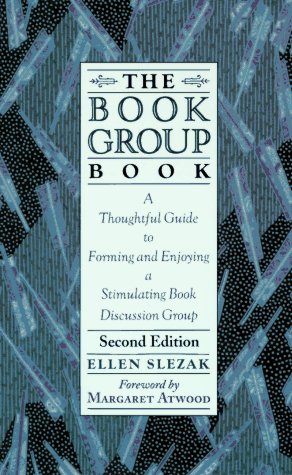 THE
BOOK
GROUP
BOOK
A
Thoughtful Guide
to
Forming and Enjoying
a
Stimulating Book
Discussion Group
Second Edition
ELLEN SLEZAK
Foreword by
MARGARET ATWOOD